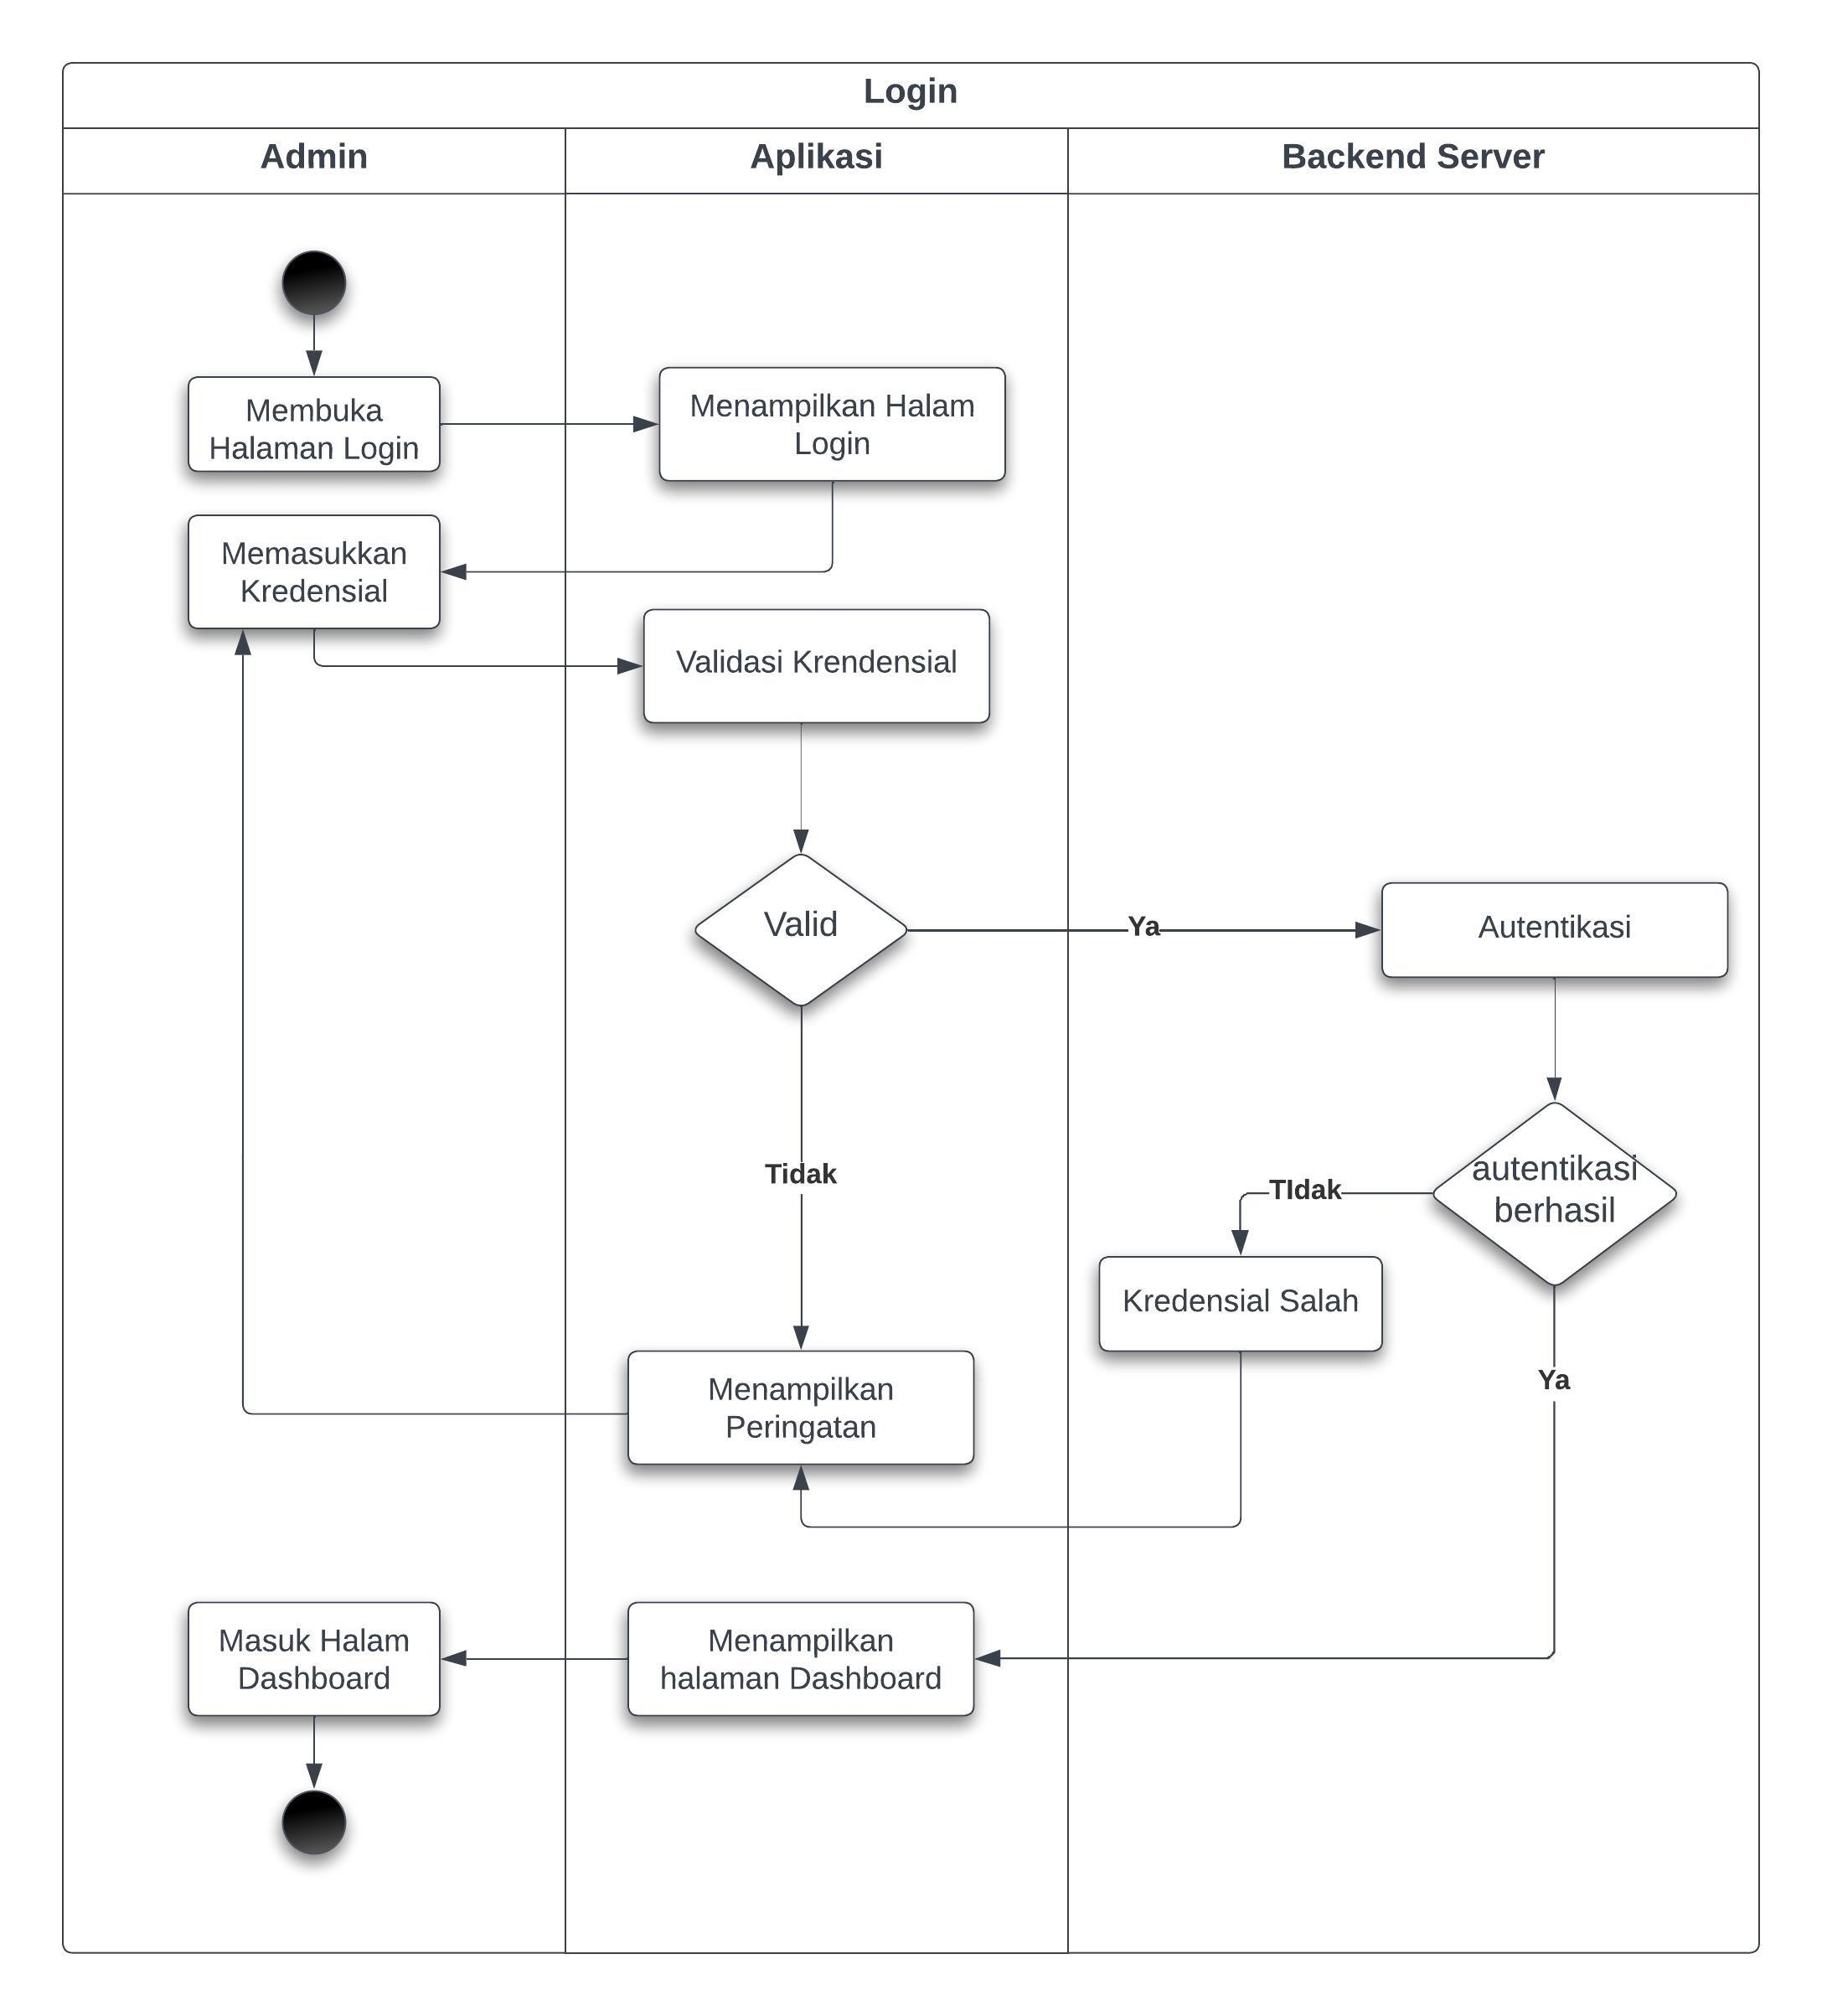 Login
Admin
Aplikasi
Backend Server
Membuka
Halaman Login
Menampilkan Halam
Login
Memasukkan
Kredensial
Validasi Krendensial
Valid
Ya
Autentikasi
Tidak
TIdak
autentikasi
berhasil
Kredensial Salah
Ya
Menampilkan
Peringatan
Masuk Halam
Dashboard
Menampilkan
halaman Dashboard